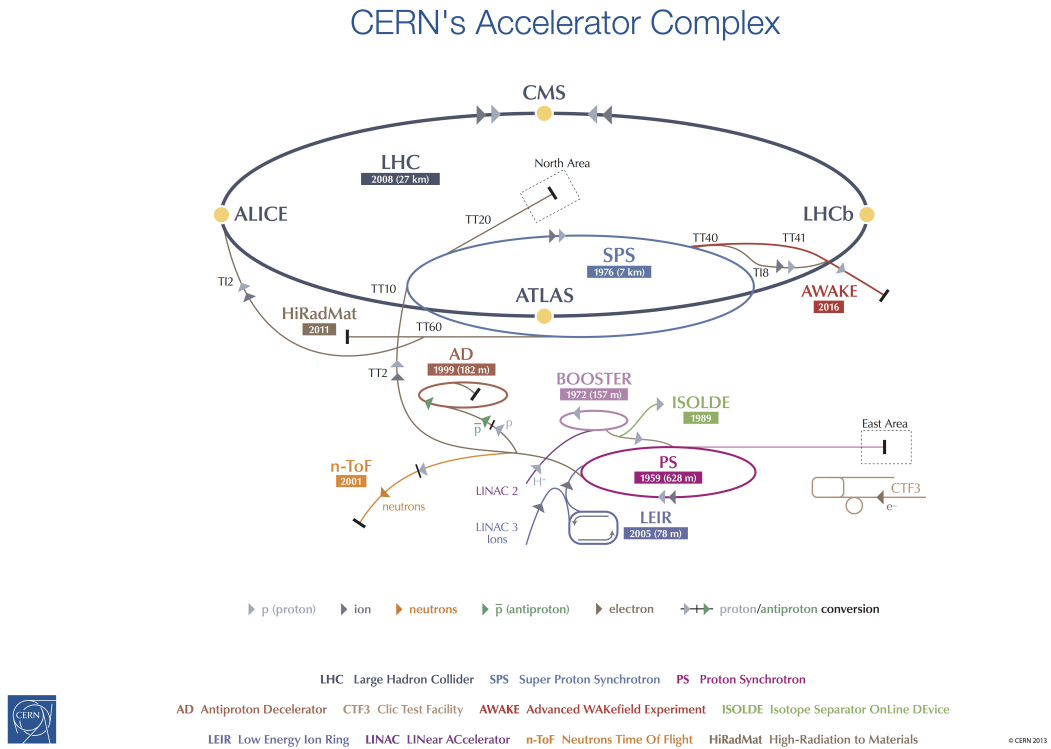 CERN's Accelerator Complex
CMS
LHC
2008 (27 km)
North Area
ALICE
LHCb
TT20
TT40
TT41
SPS
1976 (7 km)
TI8
TI2
TT10
ATLAS
AWAKE
2016
HiRadMat
2011
TT60
AD
1999 (182 m)
TT2
BOOSTER
1972 (157 m)
ISOLDE
1989
p̅
p
East Area
n-ToF
2001
PS
1959 (628 m)
LINAC 2
H⁺
neutrons
CTF3
e⁻
LINAC 3
Ions
LEIR
2005 (78 m)
p (proton)
ion
neutrons
p̅ (antiproton)
electron
proton/antiproton conversion
LHC Large Hadron Collider SPS Super Proton Synchrotron PS Proton Synchrotron
AD Antiproton Decelerator CTF3 Clic Test Facility AWAKE Advanced WAKefield Experiment ISOLDE Isotope Separator OnLine DEvice
LEIR Low Energy Ion Ring LINAC LINear ACcelerator n-ToF Neutrons Time Of Flight HiRadMat High-Radiation to Materials
CERN
© CERN 2013